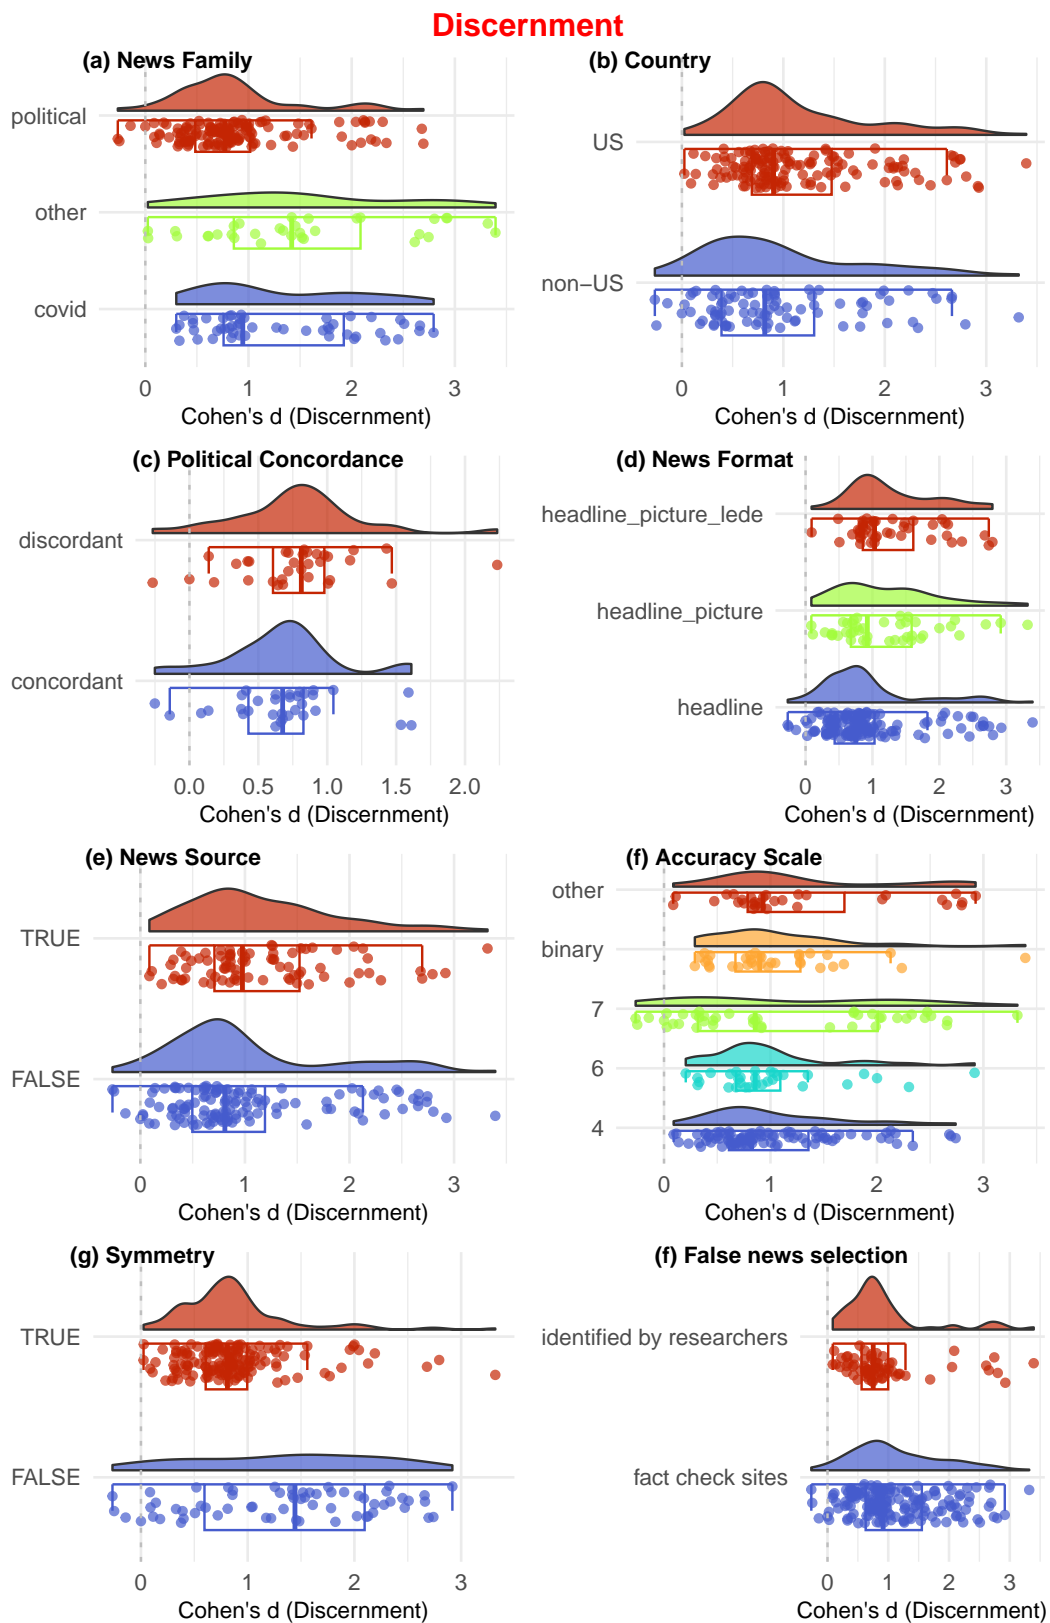 Discernment
(a) News Family
political
other
covid
0 1 2 3
Cohen's d (Discernment)
(b) Country
US
non−US
0 1 2 3
Cohen's d (Discernment)
(c) Political Concordance
discordant
concordant
0.0 0.5 1.0 1.5 2.0
Cohen's d (Discernment)
(d) News Format
headline_picture_lede
headline_picture
headline
0 1 2 3
Cohen's d (Discernment)
(e) News Source
TRUE
FALSE
0 1 2 3
Cohen's d (Discernment)
(f) Accuracy Scale
other
binary
7
6
4
0 1 2 3
Cohen's d (Discernment)
(g) Symmetry
TRUE
FALSE
0 1 2 3
Cohen's d (Discernment)
(f) False news selection
identified by researchers
fact check sites
0 1 2 3
Cohen's d (Discernment)